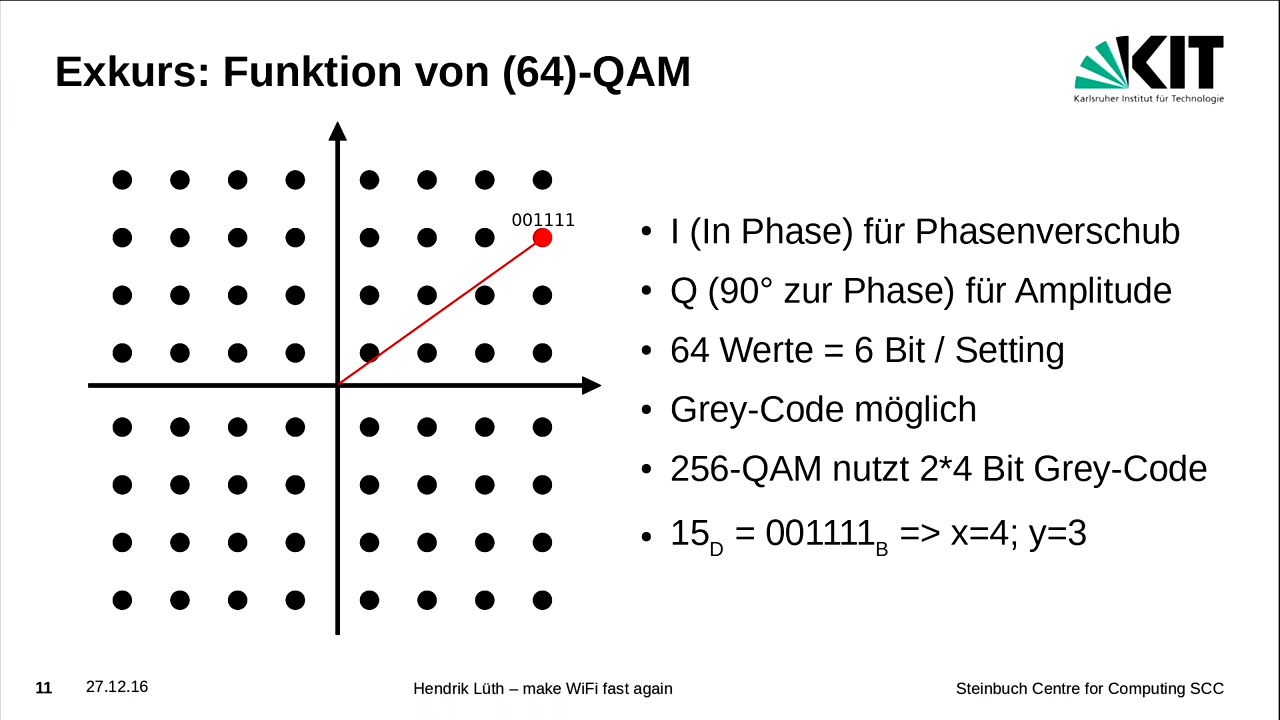 Exkurs: Funktion von (64)-QAM
KIT
Karlsruher Institut für Technologie
001111
• I (In Phase) für Phasenverschub
• Q (90° zur Phase) für Amplitude
• 64 Werte = 6 Bit / Setting
• Grey-Code möglich
• 256-QAM nutzt 2*4 Bit Grey-Code
• 15D = 001111B => x=4; y=3
11 27.12.16 Hendrik Lüth – make WiFi fast again Steinbuch Centre for Computing SCC